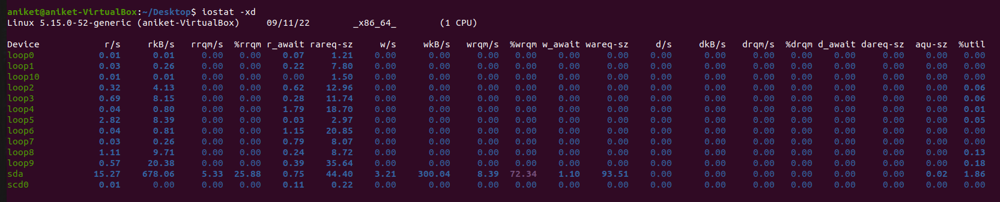 aniket@aniket-VirtualBox:~/Desktop$ iostat -xd
Linux 5.15.0-52-generic (aniket-VirtualBox) 09/11/22 _x86_64_ (1 CPU)
Device r/s rkB/s rrqm/s %rrqm r_await rareq-sz w/s wkB/s wrqm/s %wrqm w_await wareq-sz d/s dkB/s drqm/s %drqm d_await dareq-sz aqu-sz %util
loop0 0.01 0.01 0.00 0.00 0.07 1.21 0.00 0.00 0.00 0.00 0.00 0.00 0.00 0.00 0.00 0.00 0.00 0.00 0.00 0.00
loop1 0.03 0.26 0.00 0.00 0.22 7.80 0.00 0.00 0.00 0.00 0.00 0.00 0.00 0.00 0.00 0.00 0.00 0.00 0.00 0.00
loop10 0.01 0.01 0.00 0.00 0.00 1.50 0.00 0.00 0.00 0.00 0.00 0.00 0.00 0.00 0.00 0.00 0.00 0.00 0.00 0.00
loop2 0.32 4.13 0.00 0.00 0.62 12.96 0.00 0.00 0.00 0.00 0.00 0.00 0.00 0.00 0.00 0.00 0.00 0.00 0.00 0.06
loop3 0.69 8.15 0.00 0.00 0.28 11.74 0.00 0.00 0.00 0.00 0.00 0.00 0.00 0.00 0.00 0.00 0.00 0.00 0.00 0.06
loop4 0.04 0.80 0.00 0.00 1.79 18.70 0.00 0.00 0.00 0.00 0.00 0.00 0.00 0.00 0.00 0.00 0.00 0.00 0.00 0.01
loop5 2.82 8.39 0.00 0.00 0.03 2.97 0.00 0.00 0.00 0.00 0.00 0.00 0.00 0.00 0.00 0.00 0.00 0.00 0.00 0.05
loop6 0.04 0.81 0.00 0.00 1.15 20.85 0.00 0.00 0.00 0.00 0.00 0.00 0.00 0.00 0.00 0.00 0.00 0.00 0.00 0.00
loop7 0.03 0.26 0.00 0.00 0.79 8.07 0.00 0.00 0.00 0.00 0.00 0.00 0.00 0.00 0.00 0.00 0.00 0.00 0.00 0.00
loop8 1.11 9.71 0.00 0.00 0.24 8.72 0.00 0.00 0.00 0.00 0.00 0.00 0.00 0.00 0.00 0.00 0.00 0.00 0.00 0.13
loop9 0.57 20.38 0.00 0.00 0.39 35.64 0.00 0.00 0.00 0.00 0.00 0.00 0.00 0.00 0.00 0.00 0.00 0.00 0.00 0.18
sda 15.27 678.06 5.33 25.88 0.75 44.40 3.21 300.04 8.39 72.34 1.10 93.51 0.00 0.00 0.00 0.00 0.00 0.00 0.02 1.86
scd0 0.01 0.00 0.00 0.00 0.11 0.22 0.00 0.00 0.00 0.00 0.00 0.00 0.00 0.00 0.00 0.00 0.00 0.00 0.00 0.00